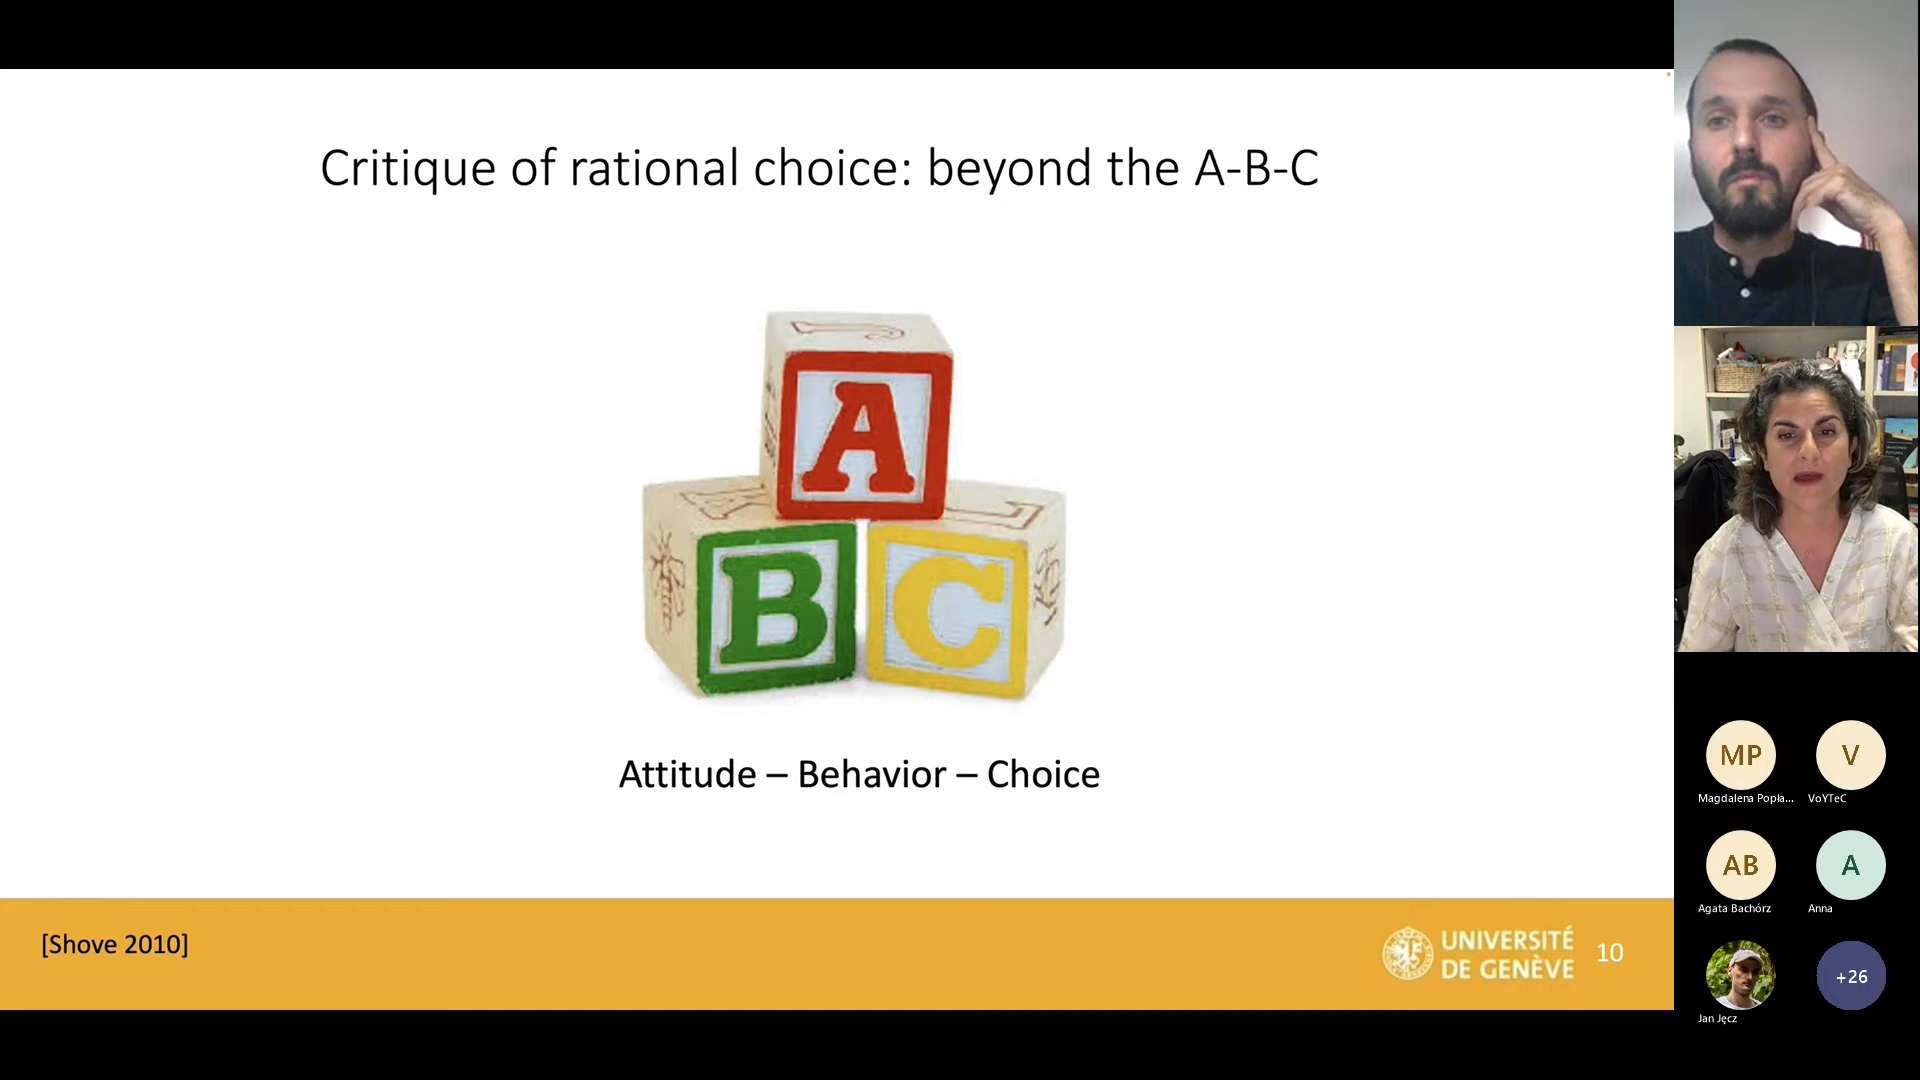 Critique of rational choice: beyond the A-B-C
A
B C
Attitude – Behavior – Choice
[Shove 2010]
UNIVERSITÉ
DE GENÈVE
10
MP
Magdalena Popła...
V
VoYTeC
AB
Agata Bachórz
A
Anna
Jan Jęcz
+26